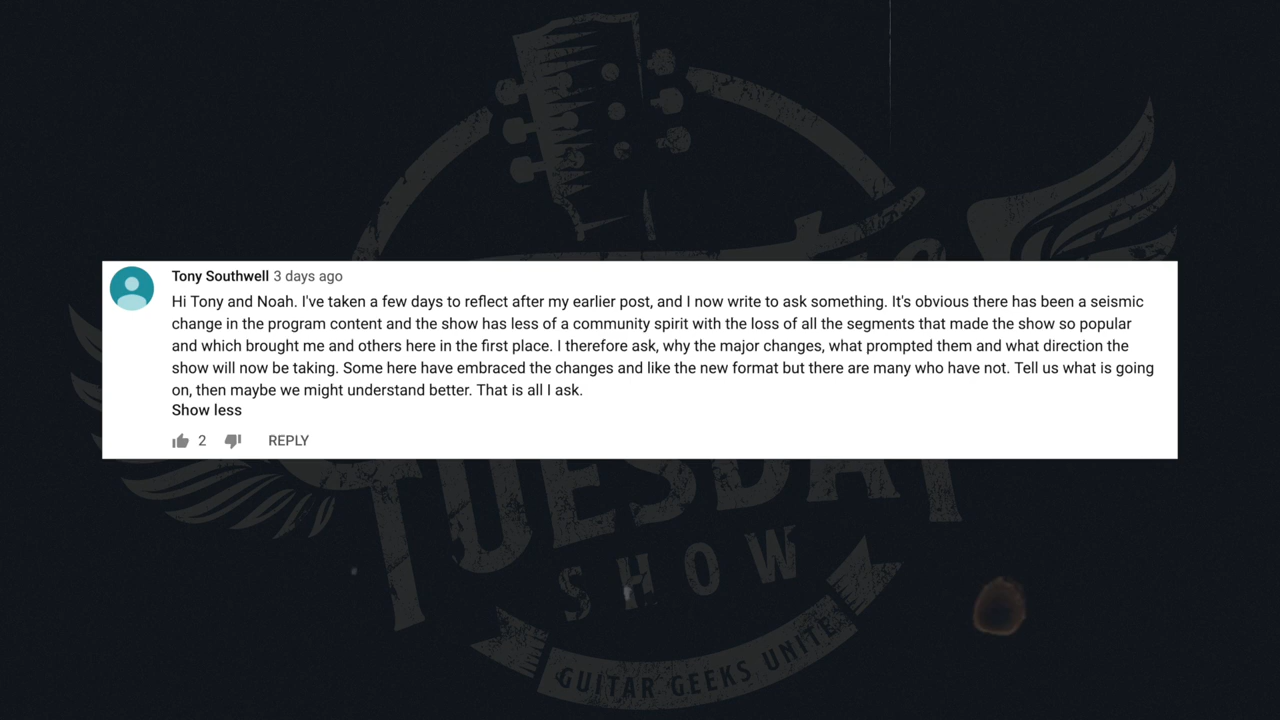 Tony Southwell 3 days ago
Hi Tony and Noah. I've taken a few days to reflect after my earlier post, and I now write to ask something. It's obvious there has been a seismic
change in the program content and the show has less of a community spirit with the loss of all the segments that made the show so popular
and which brought me and others here in the first place. I therefore ask, why the major changes, what prompted them and what direction the
show will now be taking. Some here have embraced the changes and like the new format but there are many who have not. Tell us what is going
on, then maybe we might understand better. That is all I ask.
Show less
2 REPLY
TUESDAY
SHOW
GUITAR GEEKS UNITE